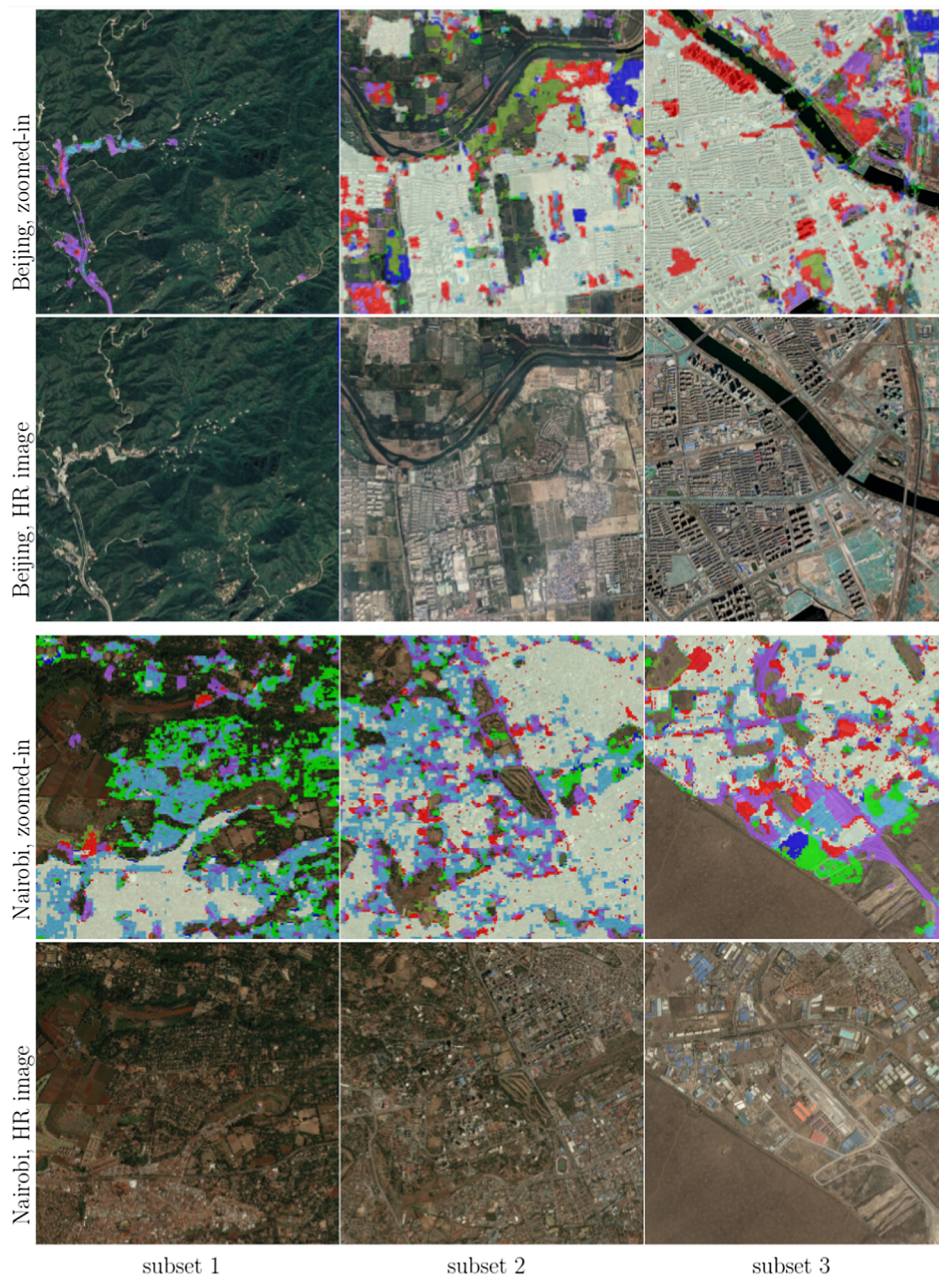 Beijing, zoomed-in
Beijing, HR image
Nairobi, zoomed-in
Nairobi, HR image
subset 1
subset 2
subset 3